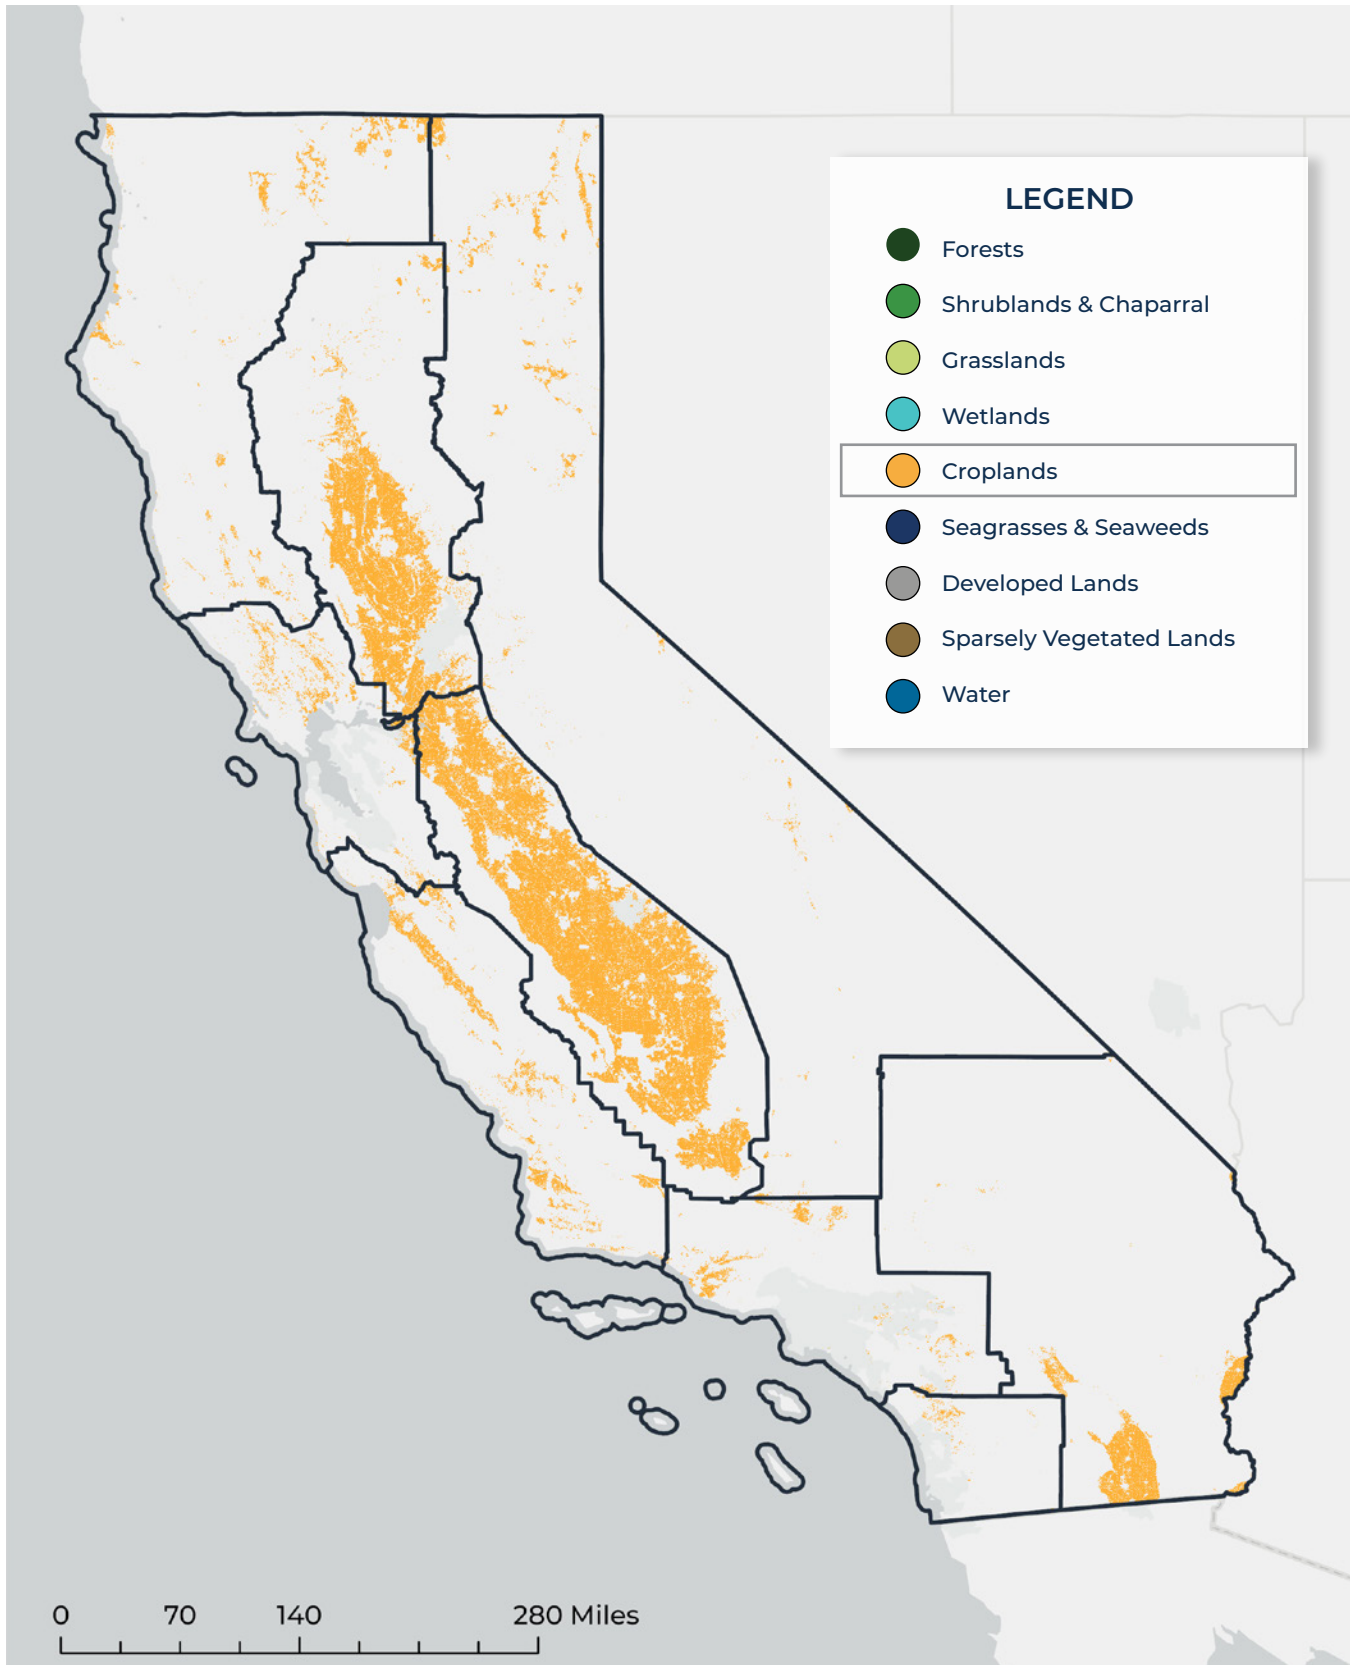 LEGEND
Forests
Shrublands & Chaparral
Grasslands
Wetlands
Croplands
Seagrasses & Seaweeds
Developed Lands
Sparsely Vegetated Lands
Water
0 70 140 280 Miles